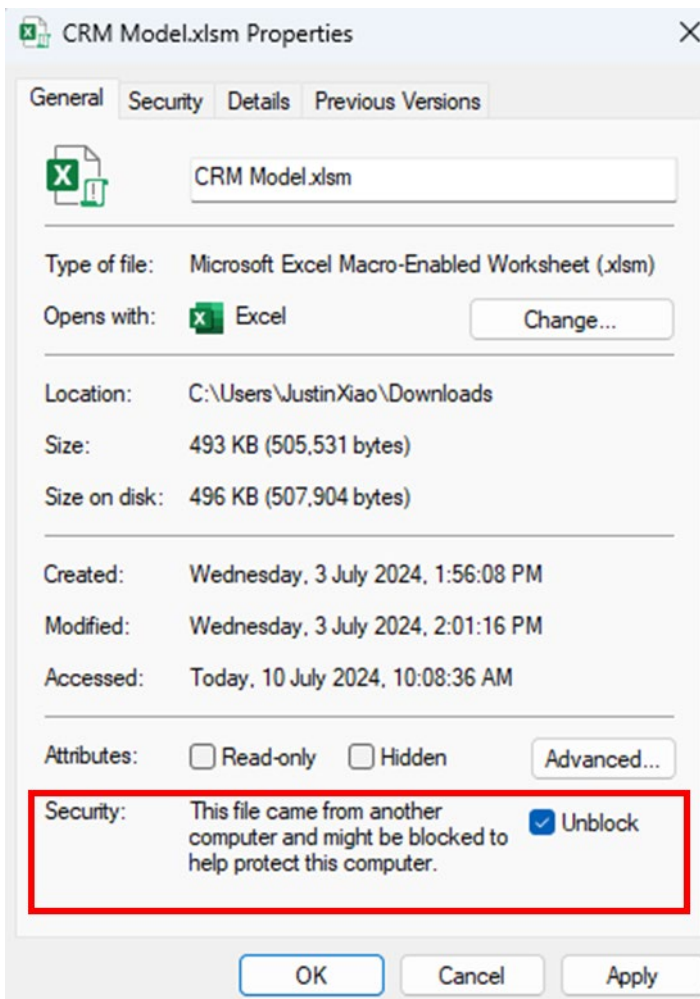 CRM Model.xlsm Properties
General Security Details Previous Versions
CRM Model.xlsm
Type of file: Microsoft Excel Macro-Enabled Worksheet (.xlsm)
Opens with: Excel Change...
Location: C:\Users\JustinXiao\Downloads
Size: 493 KB (505,531 bytes)
Size on disk: 496 KB (507,904 bytes)
Created: Wednesday, 3 July 2024, 1:56:08 PM
Modified: Wednesday, 3 July 2024, 2:01:16 PM
Accessed: Today, 10 July 2024, 10:08:36 AM
Attributes: Read-only Hidden Advanced...
Security: This file came from another
computer and might be blocked to
help protect this computer.
Unblock
OK Cancel Apply